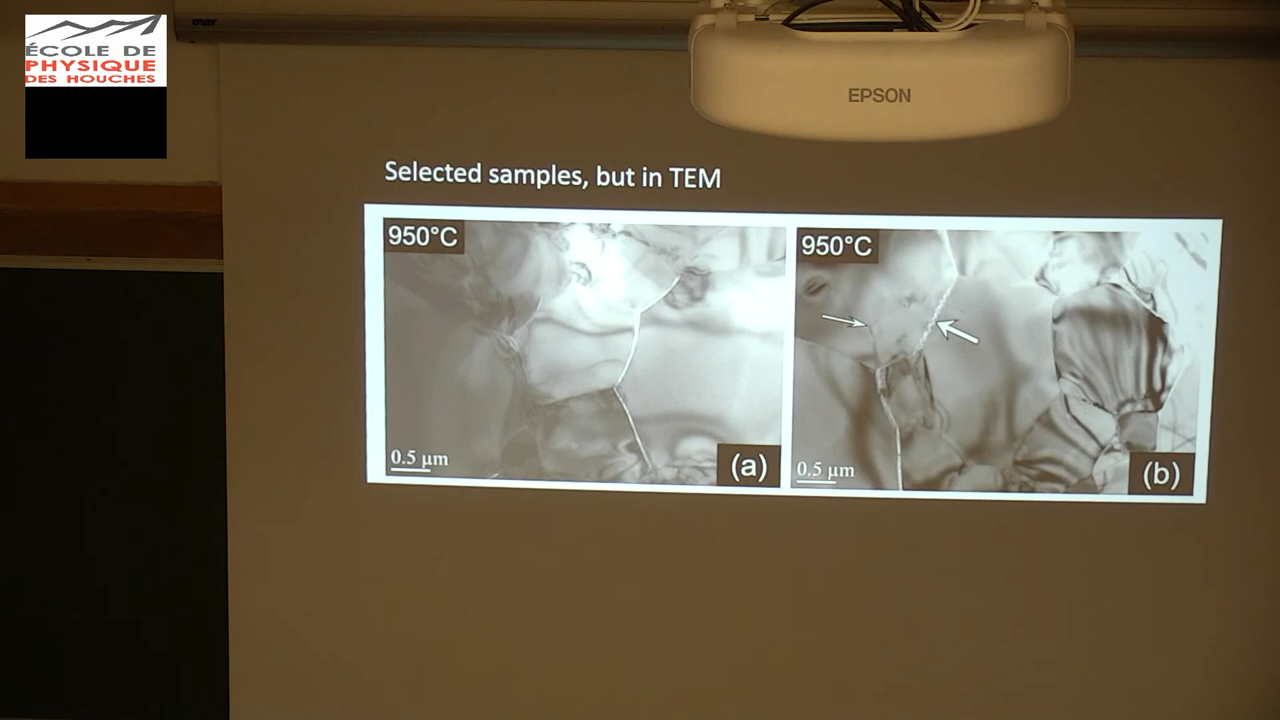 ÉCOLE DE
PHYSIQUE
DES HOUCHES
EPSON
Selected samples, but in TEM
950°C
0.5 µm
(a)
950°C
0.5 µm
(b)